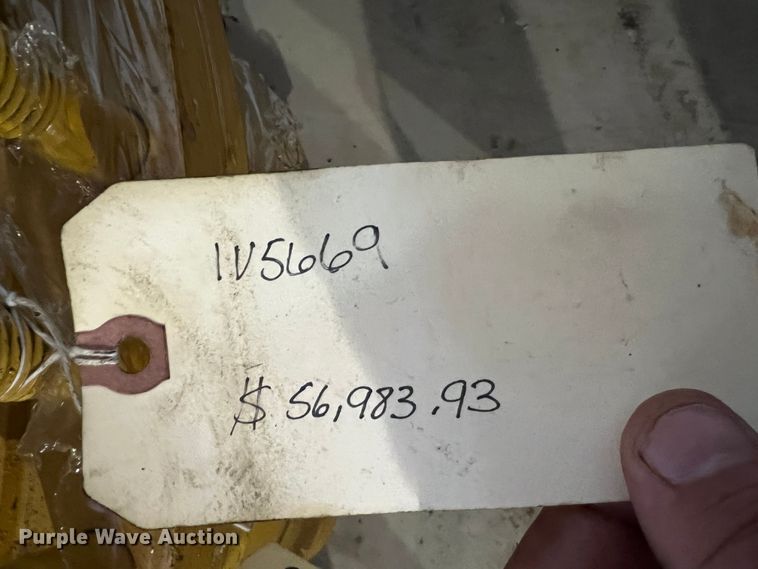 1V5669
$ 56,983.93
Purple Wave Auction